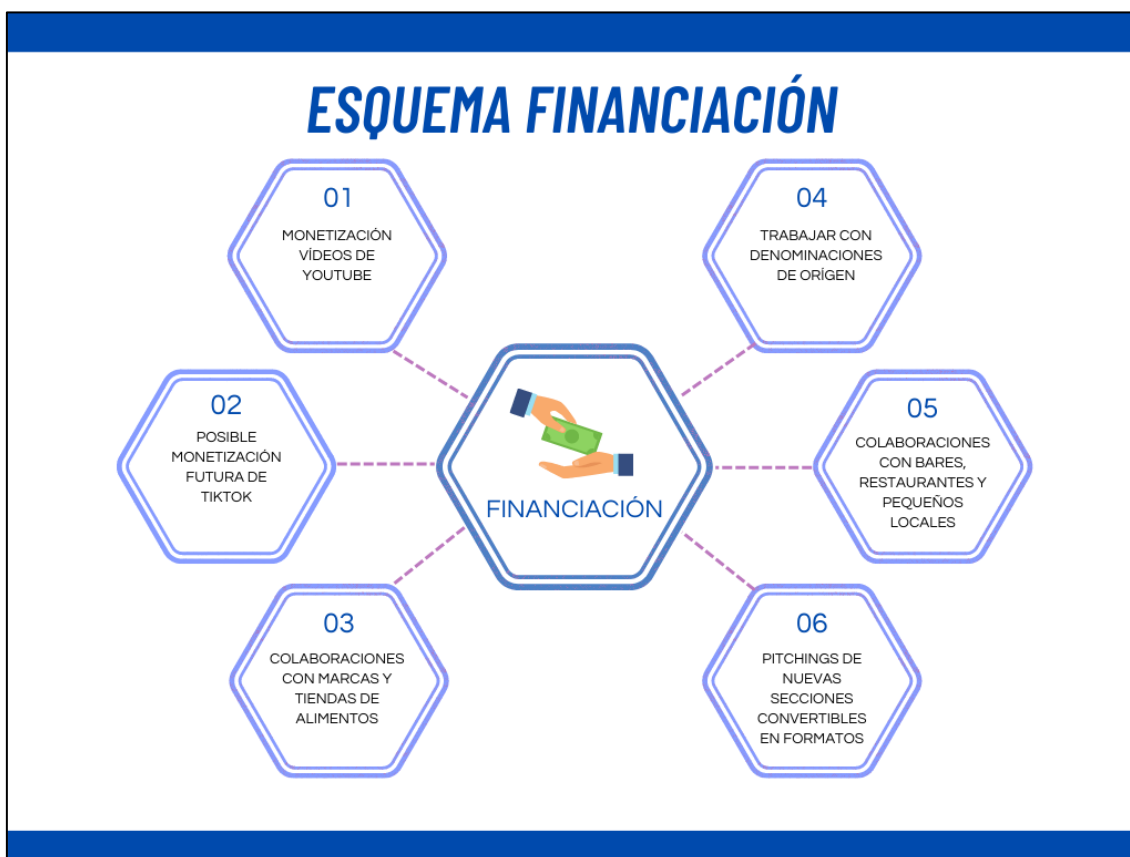 ESQUEMA FINANCIACIÓN
01
MONETIZACIÓN
VÍDEOS DE
YOUTUBE
02
POSIBLE
MONETIZACIÓN
FUTURA DE
TIKTOK
03
COLABORACIONES
CON MARCAS Y
TIENDAS DE
ALIMENTOS
FINANCIACIÓN
04
TRABAJAR CON
DENOMINACIONES
DE ORÍGEN
05
COLABORACIONES
CON BARES,
RESTAURANTES Y
PEQUEÑOS
LOCALES
06
PITCHINGS DE
NUEVAS
SECCIONES
CONVERTIBLES
EN FORMATOS